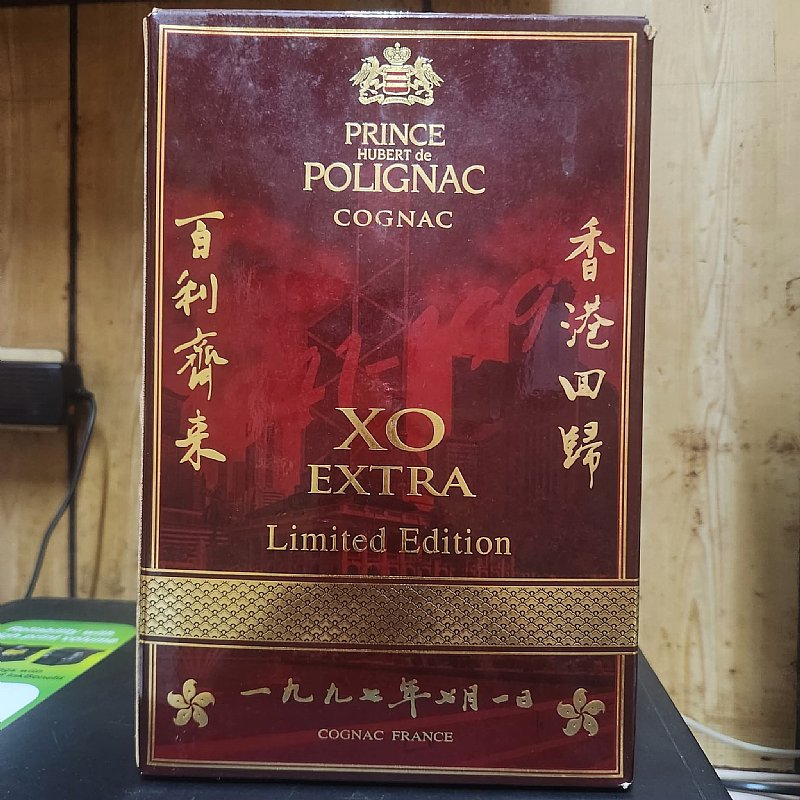 PRINCE
HUBERT de
POLIGNAC
COGNAC
香港回歸
百利齊来
XO
EXTRA
Limited Edition
一九九七年七月一日
COGNAC FRANCE